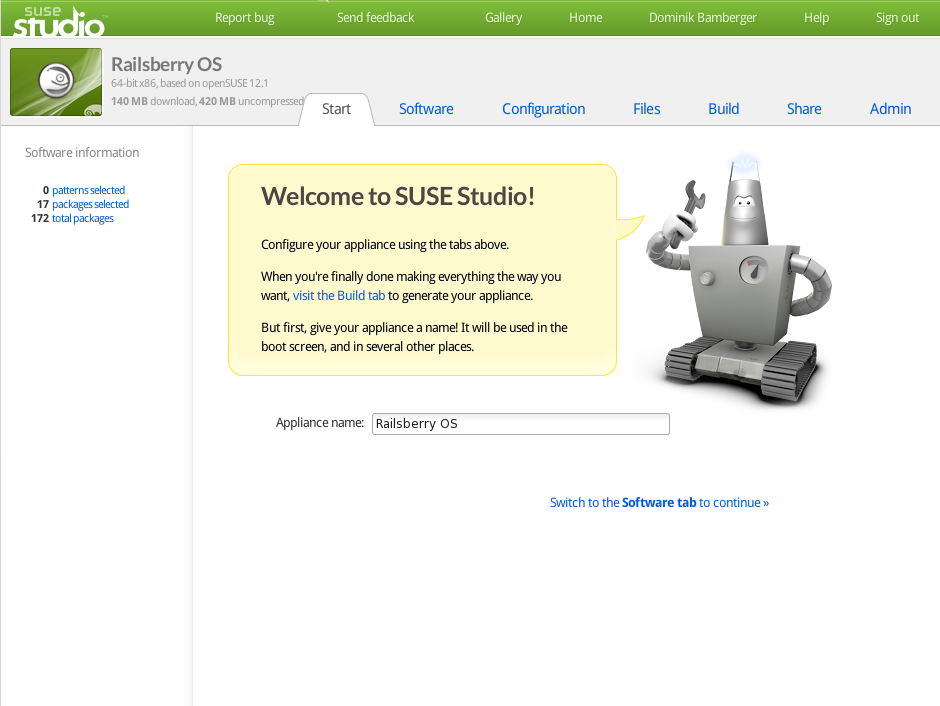 suse
studio
Report bug
Send feedback
Gallery
Home
Dominik Bamberger
Help
Sign out
Railsberry OS
64-bit x86, based on openSUSE 12.1
140 MB download, 420 MB uncompressed
Start
Software
Configuration
Files
Build
Share
Admin
Software information
0 patterns selected
17 packages selected
172 total packages
Welcome to SUSE Studio!
Configure your appliance using the tabs above.
When you're finally done making everything the way you
want, visit the Build tab to generate your appliance.
But first, give your appliance a name! It will be used in the
boot screen, and in several other places.
Appliance name: Railsberry OS
Switch to the Software tab to continue »